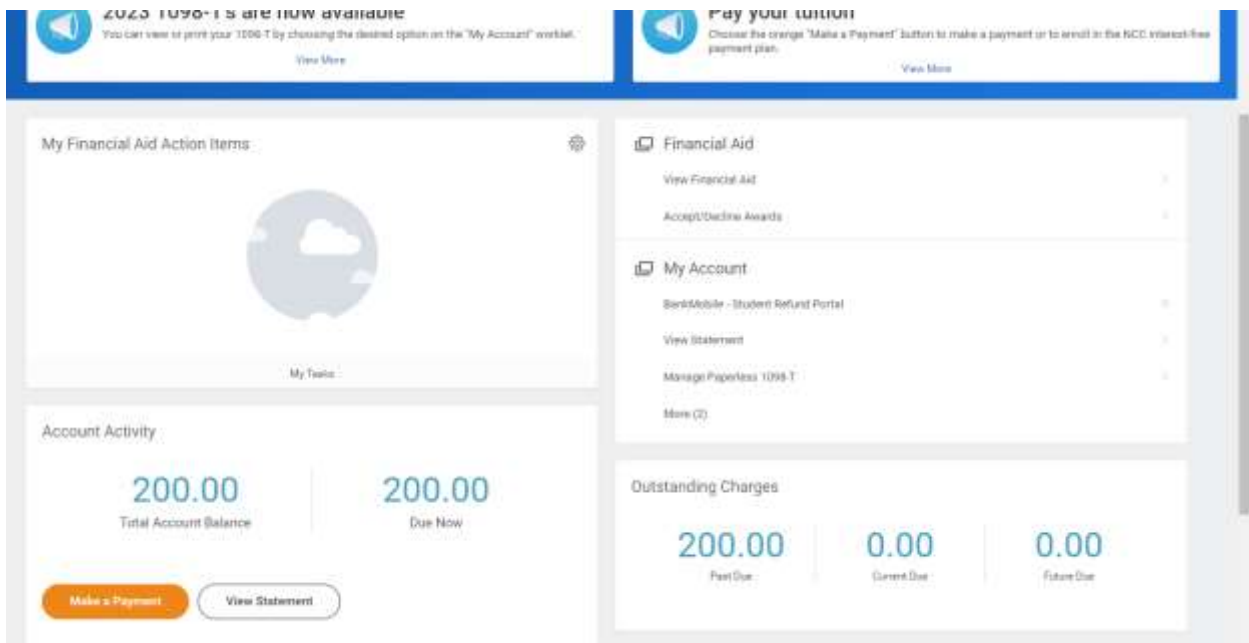 2023 1098-T's are now available
You can view or print your 1098-T by choosing the desired option on the "My Account" worklet.
View More
Pay your tuition
Choose the orange "Make a Payment" button to make a payment or to enroll in the NCC interest-free
payment plan.
View More
My Financial Aid Action Items
My Tasks
Account Activity
200.00
Total Account Balance
200.00
Due Now
Make a Payment
View Statement
Financial Aid
View Financial Aid
Accept/Decline Awards
My Account
BankMobile - Student Refund Portal
View Statement
Manage Paperless 1098-T
More (2)
Outstanding Charges
200.00
Past Due
0.00
Current Due
0.00
Future Due